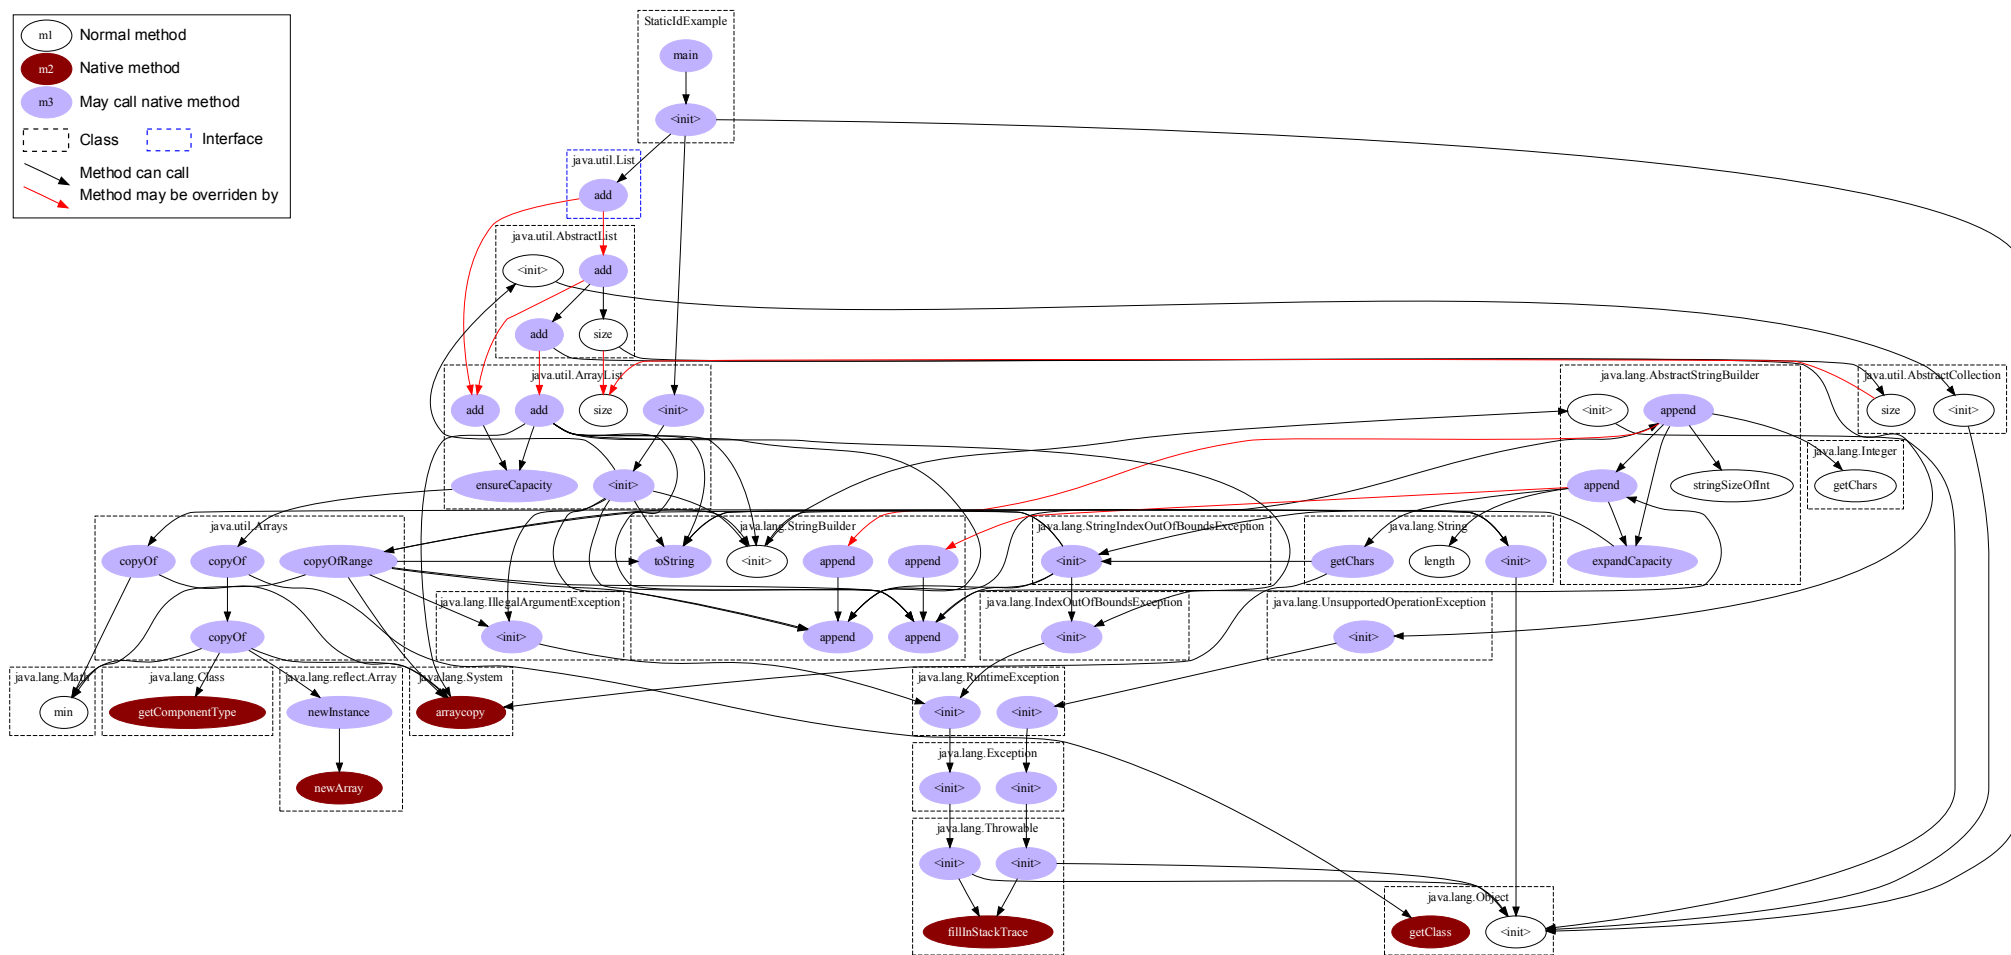 m1 Normal method
m2 Native method
m3 May call native method
Class Interface
Method can call
Method may be overriden by
StaticIdExample
main
<init>
java.util.List
add
java.util.AbstractList
<init> add
add size
java.util.ArrayList
add add size <init>
ensureCapacity <init>
java.lang.AbstractStringBuilder
<init> append
append stringSizeOfInt
expandCapacity
java.util.AbstractCollection
size <init>
java.lang.Integer
getChars
java.util.Arrays
copyOf copyOf copyOfRange
copyOf
java.lang.StringBuilder
toString <init> append append
append append
java.lang.StringIndexOutOfBoundsException
<init>
java.lang.String
getChars length <init>
java.lang.IllegalArgumentException
<init>
java.lang.IndexOutOfBoundsException
<init>
java.lang.UnsupportedOperationException
<init>
java.lang.Math
min
java.lang.Class
getComponentType
java.lang.reflect.Array
newInstance
newArray
java.lang.System
arraycopy
java.lang.RuntimeException
<init> <init>
java.lang.Exception
<init> <init>
java.lang.Throwable
<init> <init>
fillInStackTrace
java.lang.Object
getClass <init>